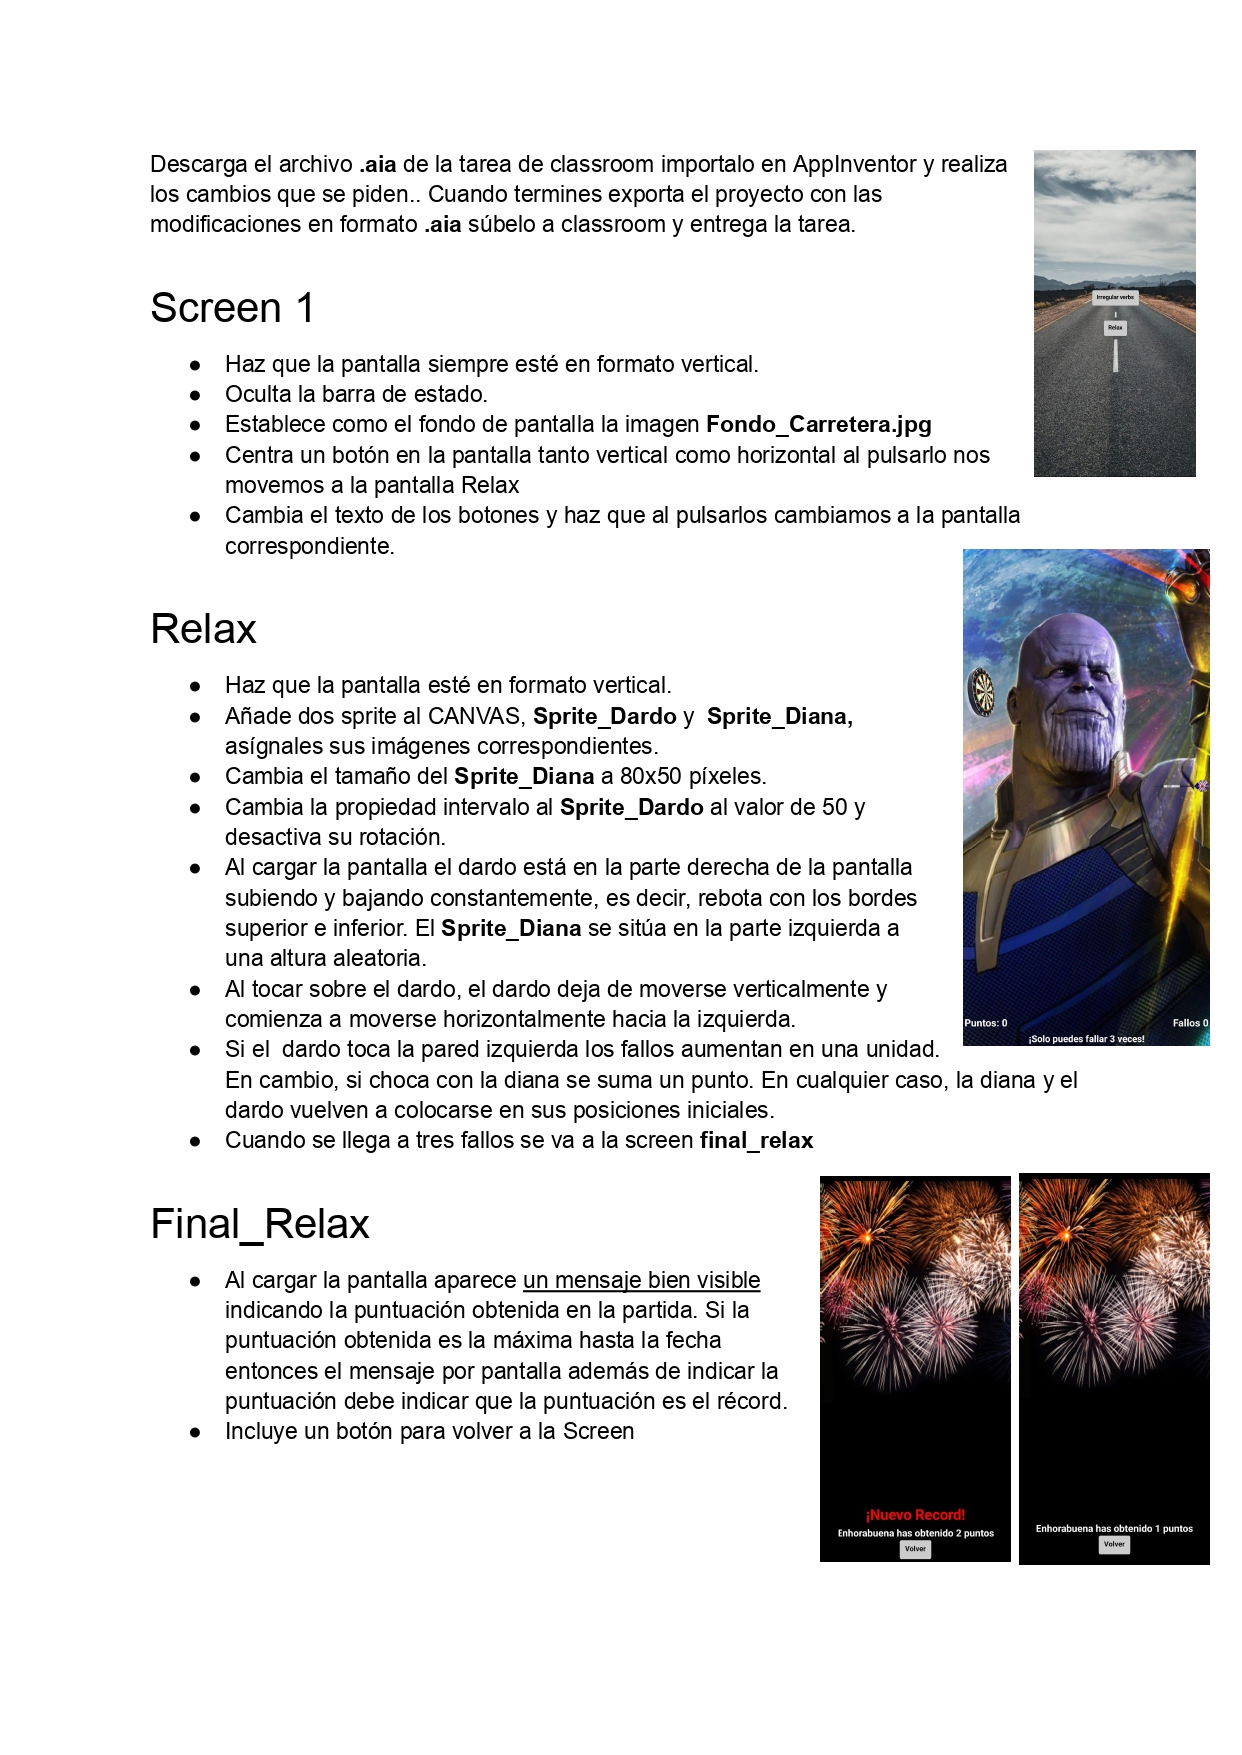 Descarga el archivo .aia de la tarea de classroom importalo en AppInventor y realiza
los cambios que se piden.. Cuando termines exporta el proyecto con las
modificaciones en formato .aia súbelo a classroom y entrega la tarea.
Irregular verbs
Relax
Screen 1
● Haz que la pantalla siempre esté en formato vertical.
● Oculta la barra de estado.
● Establece como el fondo de pantalla la imagen Fondo_Carretera.jpg
● Centra un botón en la pantalla tanto vertical como horizontal al pulsarlo nos
movemos a la pantalla Relax
● Cambia el texto de los botones y haz que al pulsarlos cambiamos a la pantalla
correspondiente.
Relax
● Haz que la pantalla esté en formato vertical.
● Añade dos sprite al CANVAS, Sprite_Dardo y Sprite_Diana,
asígnales sus imágenes correspondientes.
● Cambia el tamaño del Sprite_Diana a 80x50 píxeles.
● Cambia la propiedad intervalo al Sprite_Dardo al valor de 50 y
desactiva su rotación.
● Al cargar la pantalla el dardo está en la parte derecha de la pantalla
subiendo y bajando constantemente, es decir, rebota con los bordes
superior e inferior. El Sprite_Diana se sitúa en la parte izquierda a
una altura aleatoria.
● Al tocar sobre el dardo, el dardo deja de moverse verticalmente y
comienza a moverse horizontalmente hacia la izquierda.
● Si el dardo toca la pared izquierda los fallos aumentan en una unidad.
En cambio, si choca con la diana se suma un punto. En cualquier caso, la diana y el
dardo vuelven a colocarse en sus posiciones iniciales.
● Cuando se llega a tres fallos se va a la screen final_relax
Puntos: 0
Fallos 0
¡Solo puedes fallar 3 veces!
Final_Relax
● Al cargar la pantalla aparece un mensaje bien visible
indicando la puntuación obtenida en la partida. Si la
puntuación obtenida es la máxima hasta la fecha
entonces el mensaje por pantalla además de indicar la
puntuación debe indicar que la puntuación es el récord.
● Incluye un botón para volver a la Screen
¡Nuevo Record!
Enhorabuena has obtenido 2 puntos
Volver
Enhorabuena has obtenido 1 puntos
Volver